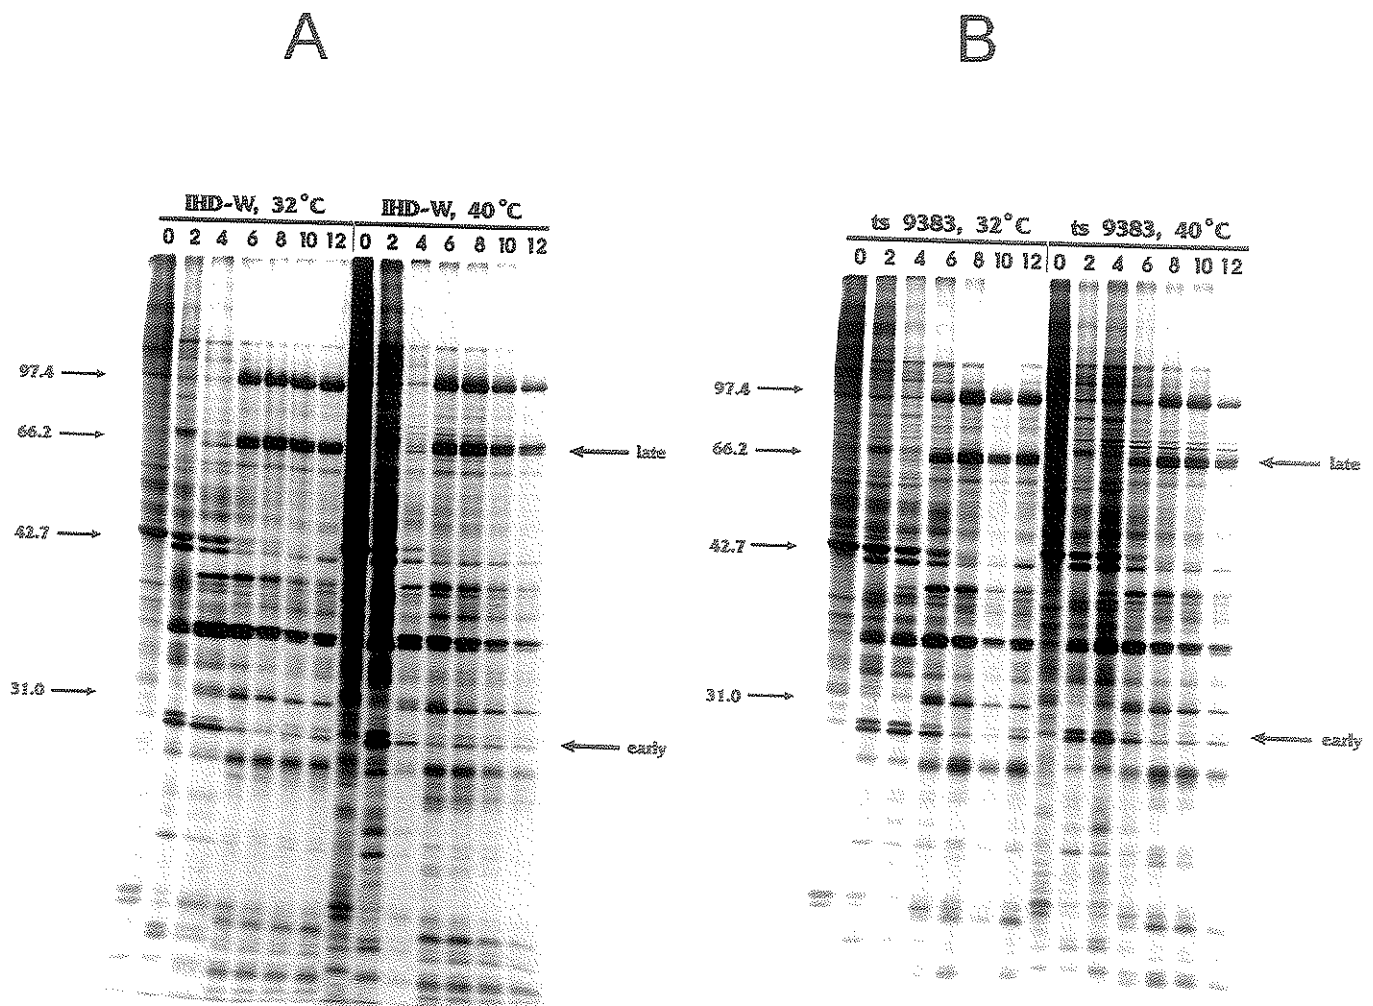 A
B
IHD-W, 32°C
IHD-W, 40°C
0 2 4 6 8 10 12 0 2 4 6 8 10 12
97.4
66.2
late
42.7
31.0
early
ts 9383, 32°C
ts 9383, 40°C
0 2 4 6 8 10 12 0 2 4 6 8 10 12
97.4
66.2
late
42.7
31.0
early